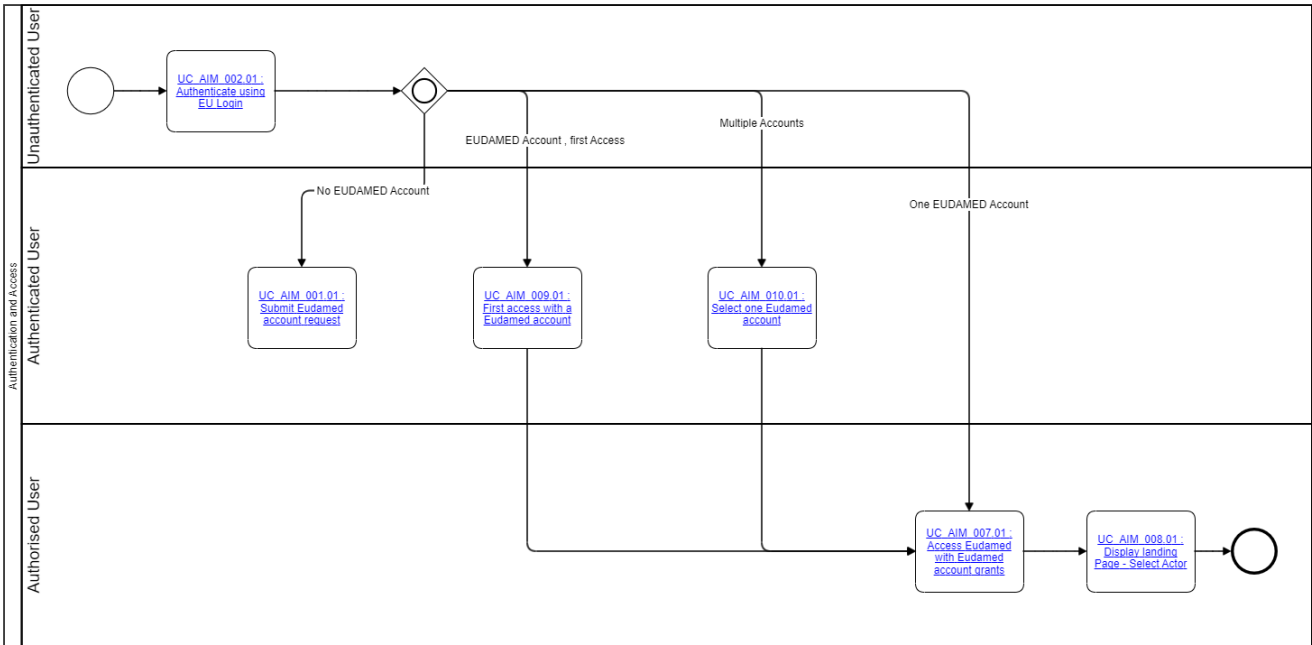 Authentication and Access
Unauthenticated User
UC_AIM_002.01 :
Authenticate using
EU Login
EUDAMED Account , first Access
Multiple Accounts
Authenticated User
No EUDAMED Account
One EUDAMED Account
UC_AIM_001.01 :
Submit Eudamed
account request
UC_AIM_009.01 :
First access with a
Eudamed account
UC_AIM_010.01 :
Select one Eudamed
account
Authorised User
UC_AIM_007.01 :
Access Eudamed
with Eudamed
account grants
UC_AIM_008.01 :
Display landing
Page - Select Actor